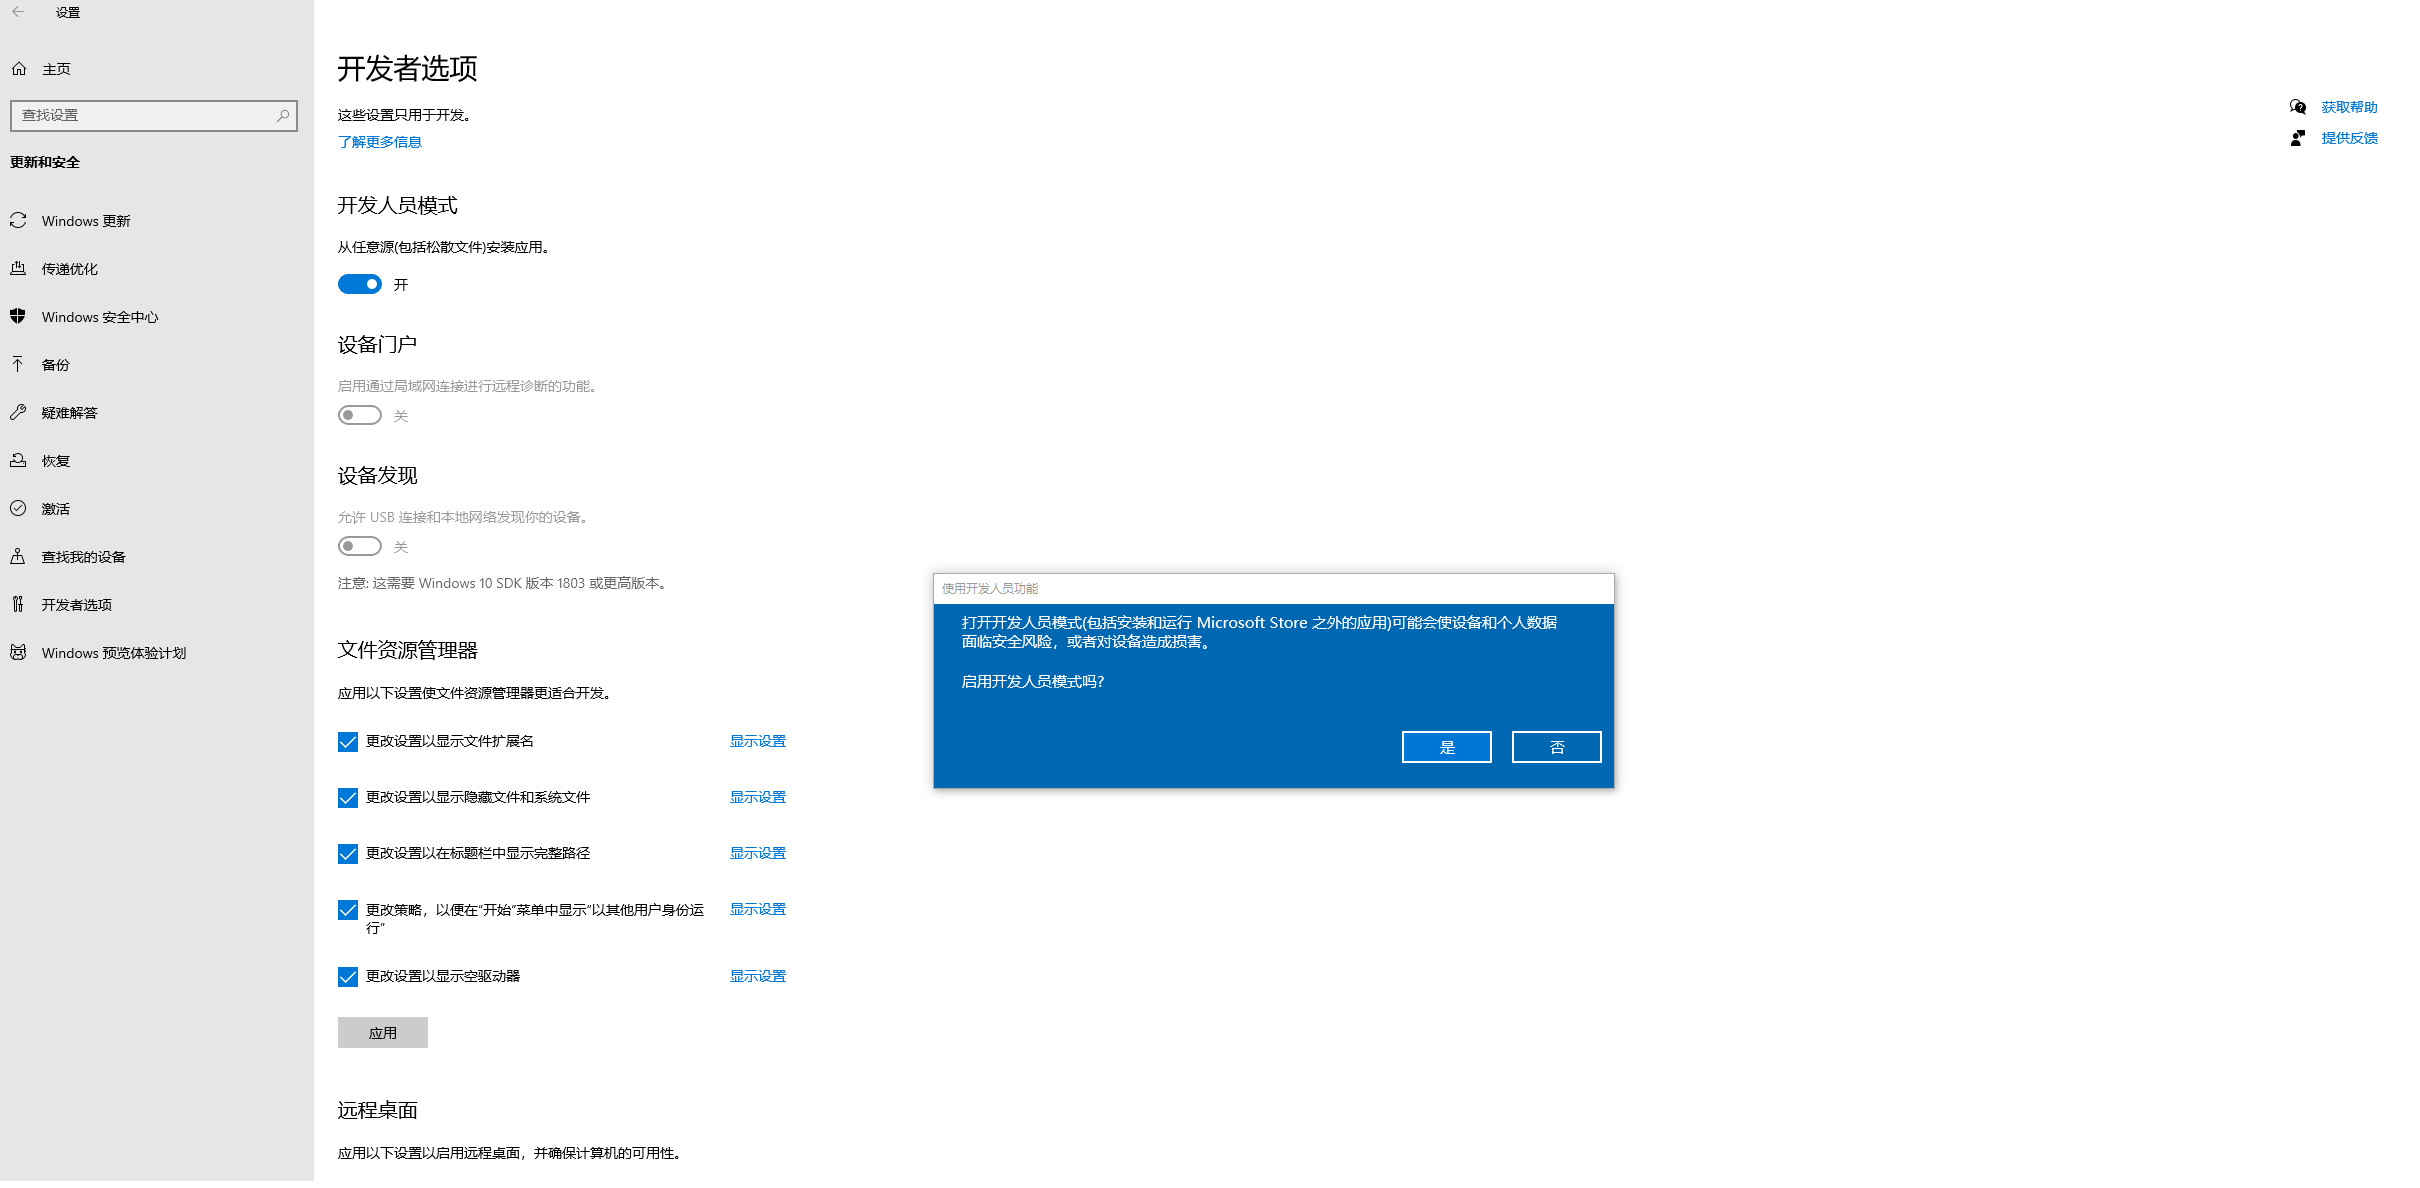 设置
主页
查找设置
更新和安全
Windows 更新
传递优化
Windows 安全中心
备份
疑难解答
恢复
激活
查找我的设备
开发者选项
Windows 预览体验计划
开发者选项
这些设置只用于开发。
了解更多信息
开发人员模式
从任意源(包括松散文件)安装应用。
开
设备门户
启用通过局域网连接进行远程诊断的功能。
关
设备发现
允许 USB 连接和本地网络发现你的设备。
关
注意: 这需要 Windows 10 SDK 版本 1803 或更高版本。
文件资源管理器
应用以下设置使文件资源管理器更适合开发。
更改设置以显示文件扩展名 显示设置
更改设置以显示隐藏文件和系统文件 显示设置
更改设置以在标题栏中显示完整路径 显示设置
更改策略，以便在"开始"菜单中显示"以其他用户身份运 显示设置
行"
更改设置以显示空驱动器 显示设置
应用
远程桌面
应用以下设置以启用远程桌面，并确保计算机的可用性。
使用开发人员功能
打开开发人员模式(包括安装和运行 Microsoft Store 之外的应用)可能会使设备和个人数据
面临安全风险，或者对设备造成损害。
启用开发人员模式吗?
是 否
获取帮助
提供反馈